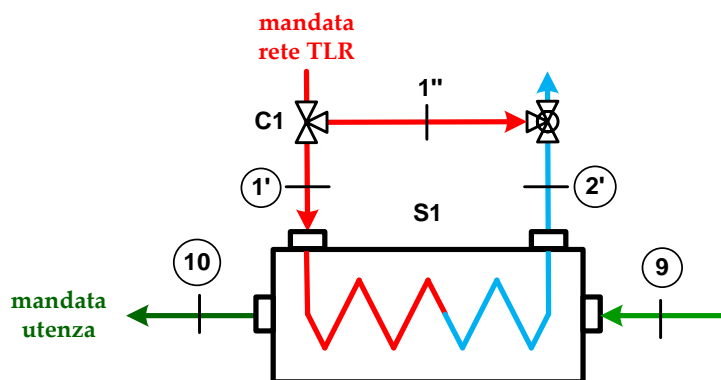 mandata
rete TLR
1"
C1
1'
2'
S1
10
9
mandata
utenza